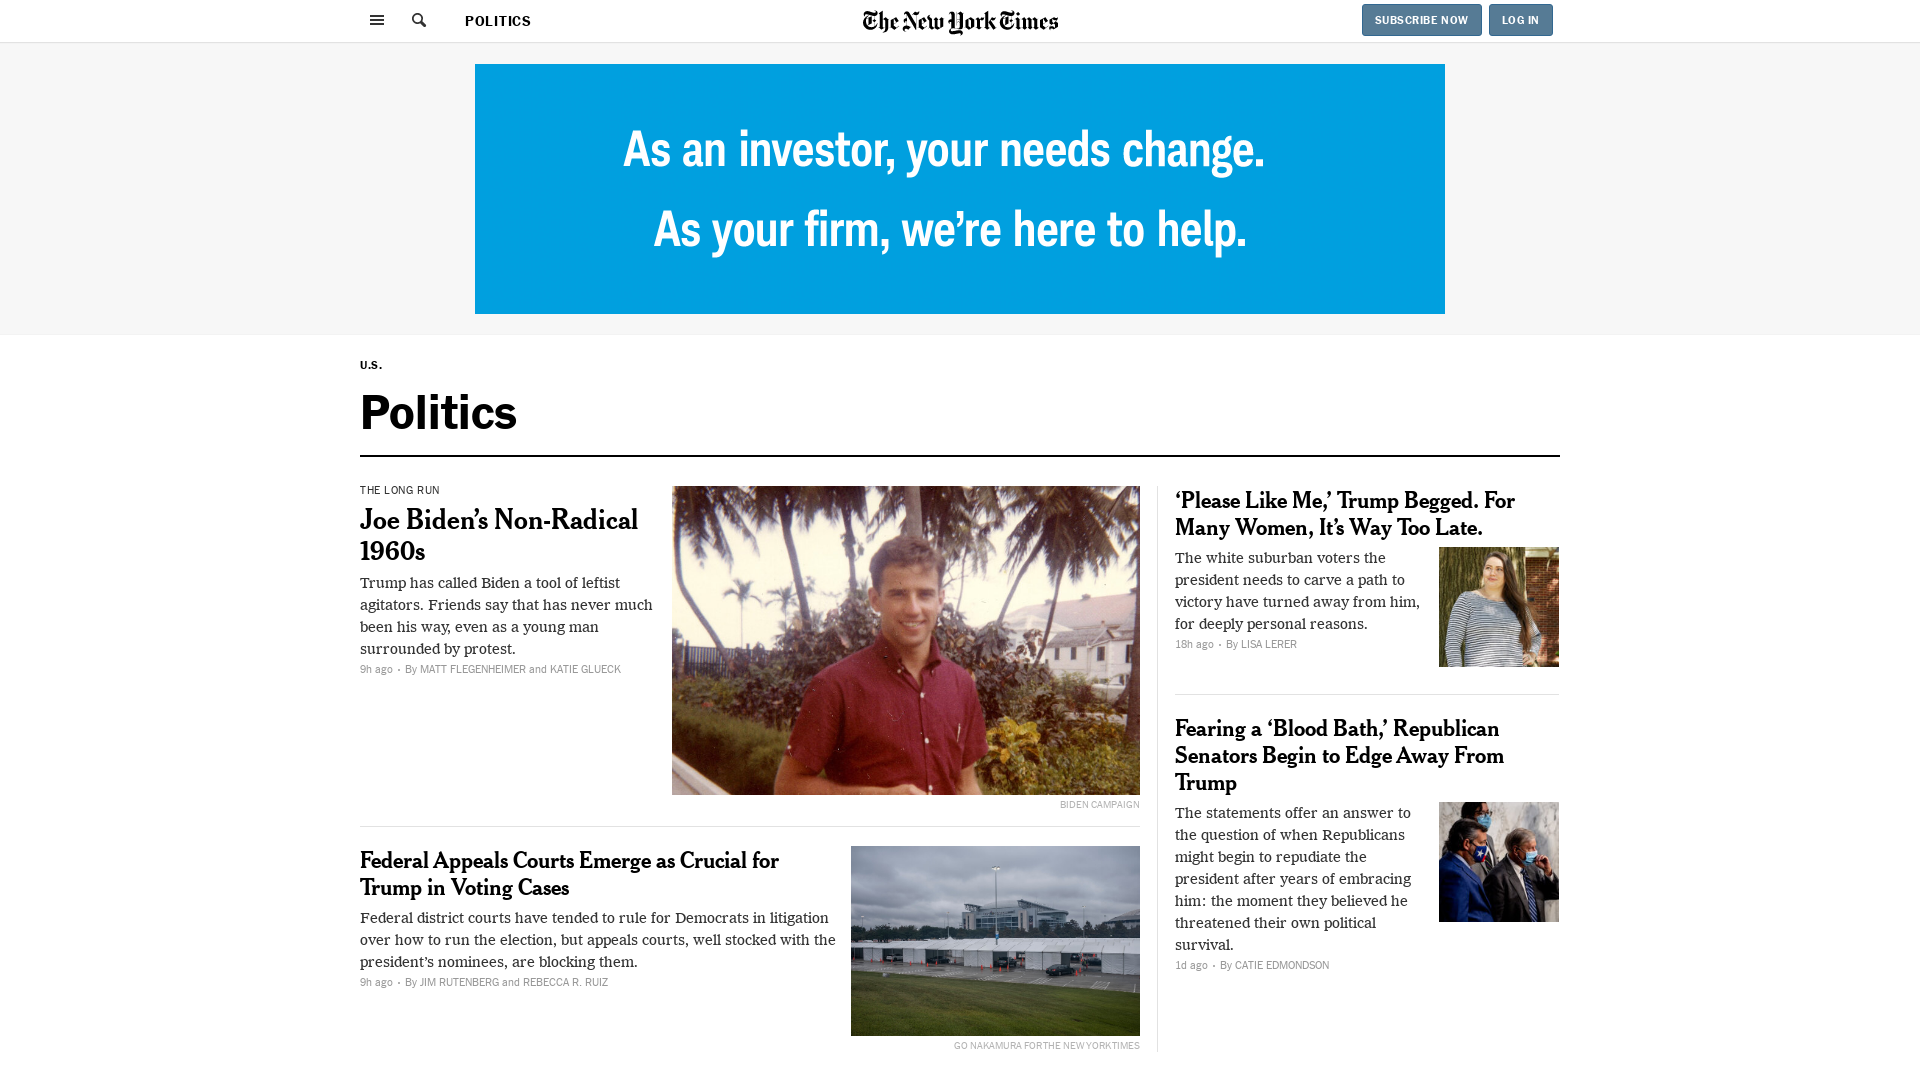 POLITICS
The New York Times
SUBSCRIBE NOW
LOG IN
As an investor, your needs change.
As your firm, we’re here to help.
U.S.
Politics
THE LONG RUN
Joe Biden’s Non-Radical
1960s
Trump has called Biden a tool of leftist
agitators. Friends say that has never much
been his way, even as a young man
surrounded by protest.
9h ago • By MATT FLEGENHEIMER and KATIE GLUECK
BIDEN CAMPAIGN
Federal Appeals Courts Emerge as Crucial for
Trump in Voting Cases
Federal district courts have tended to rule for Democrats in litigation
over how to run the election, but appeals courts, well stocked with the
president’s nominees, are blocking them.
9h ago • By JIM RUTENBERG and REBECCA R. RUIZ
GO NAKAMURA FOR THE NEW YORK TIMES
‘Please Like Me,’ Trump Begged. For
Many Women, It’s Way Too Late.
The white suburban voters the
president needs to carve a path to
victory have turned away from him,
for deeply personal reasons.
18h ago • By LISA LERER
Fearing a ‘Blood Bath,’ Republican
Senators Begin to Edge Away From
Trump
The statements offer an answer to
the question of when Republicans
might begin to repudiate the
president after years of embracing
him: the moment they believed he
threatened their own political
survival.
1d ago • By CATIE EDMONDSON